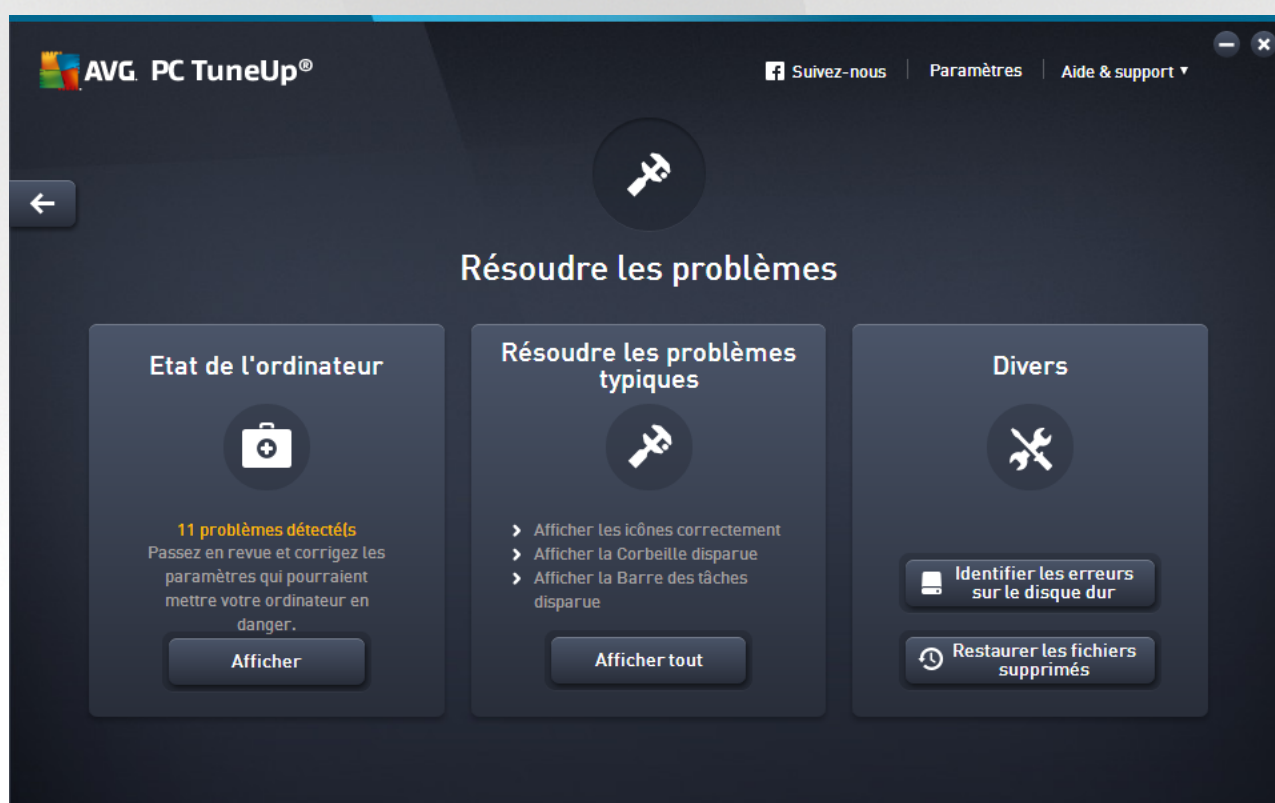 AVG. PC TuneUp®
Suivez-nous
Paramètres
Aide & support ▾
Résoudre les problèmes
Etat de l'ordinateur
11 problèmes détecté(s
Passez en revue et corrigez les
paramètres qui pourraient
mettre votre ordinateur en
danger.
Afficher
Résoudre les problèmes
typiques
Afficher les icônes correctement
Afficher la Corbeille disparue
Afficher la Barre des tâches
disparue
Afficher tout
Divers
Identifier les erreurs
sur le disque dur
Restaurer les fichiers
supprimés